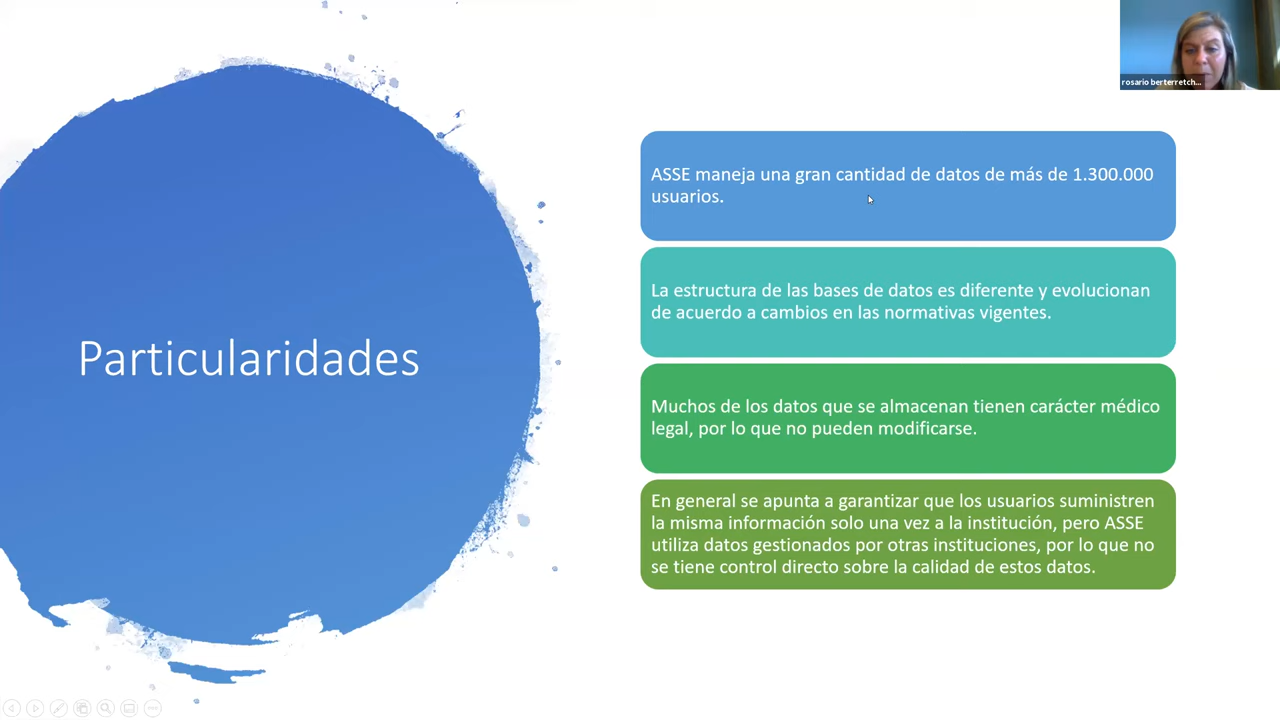 rosario berterretch...
Particularidades
ASSE maneja una gran cantidad de datos de más de 1.300.000
usuarios.
La estructura de las bases de datos es diferente y evolucionan
de acuerdo a cambios en las normativas vigentes.
Muchos de los datos que se almacenan tienen carácter médico
legal, por lo que no pueden modificarse.
En general se apunta a garantizar que los usuarios suministren
la misma información solo una vez a la institución, pero ASSE
utiliza datos gestionados por otras instituciones, por lo que no
se tiene control directo sobre la calidad de estos datos.